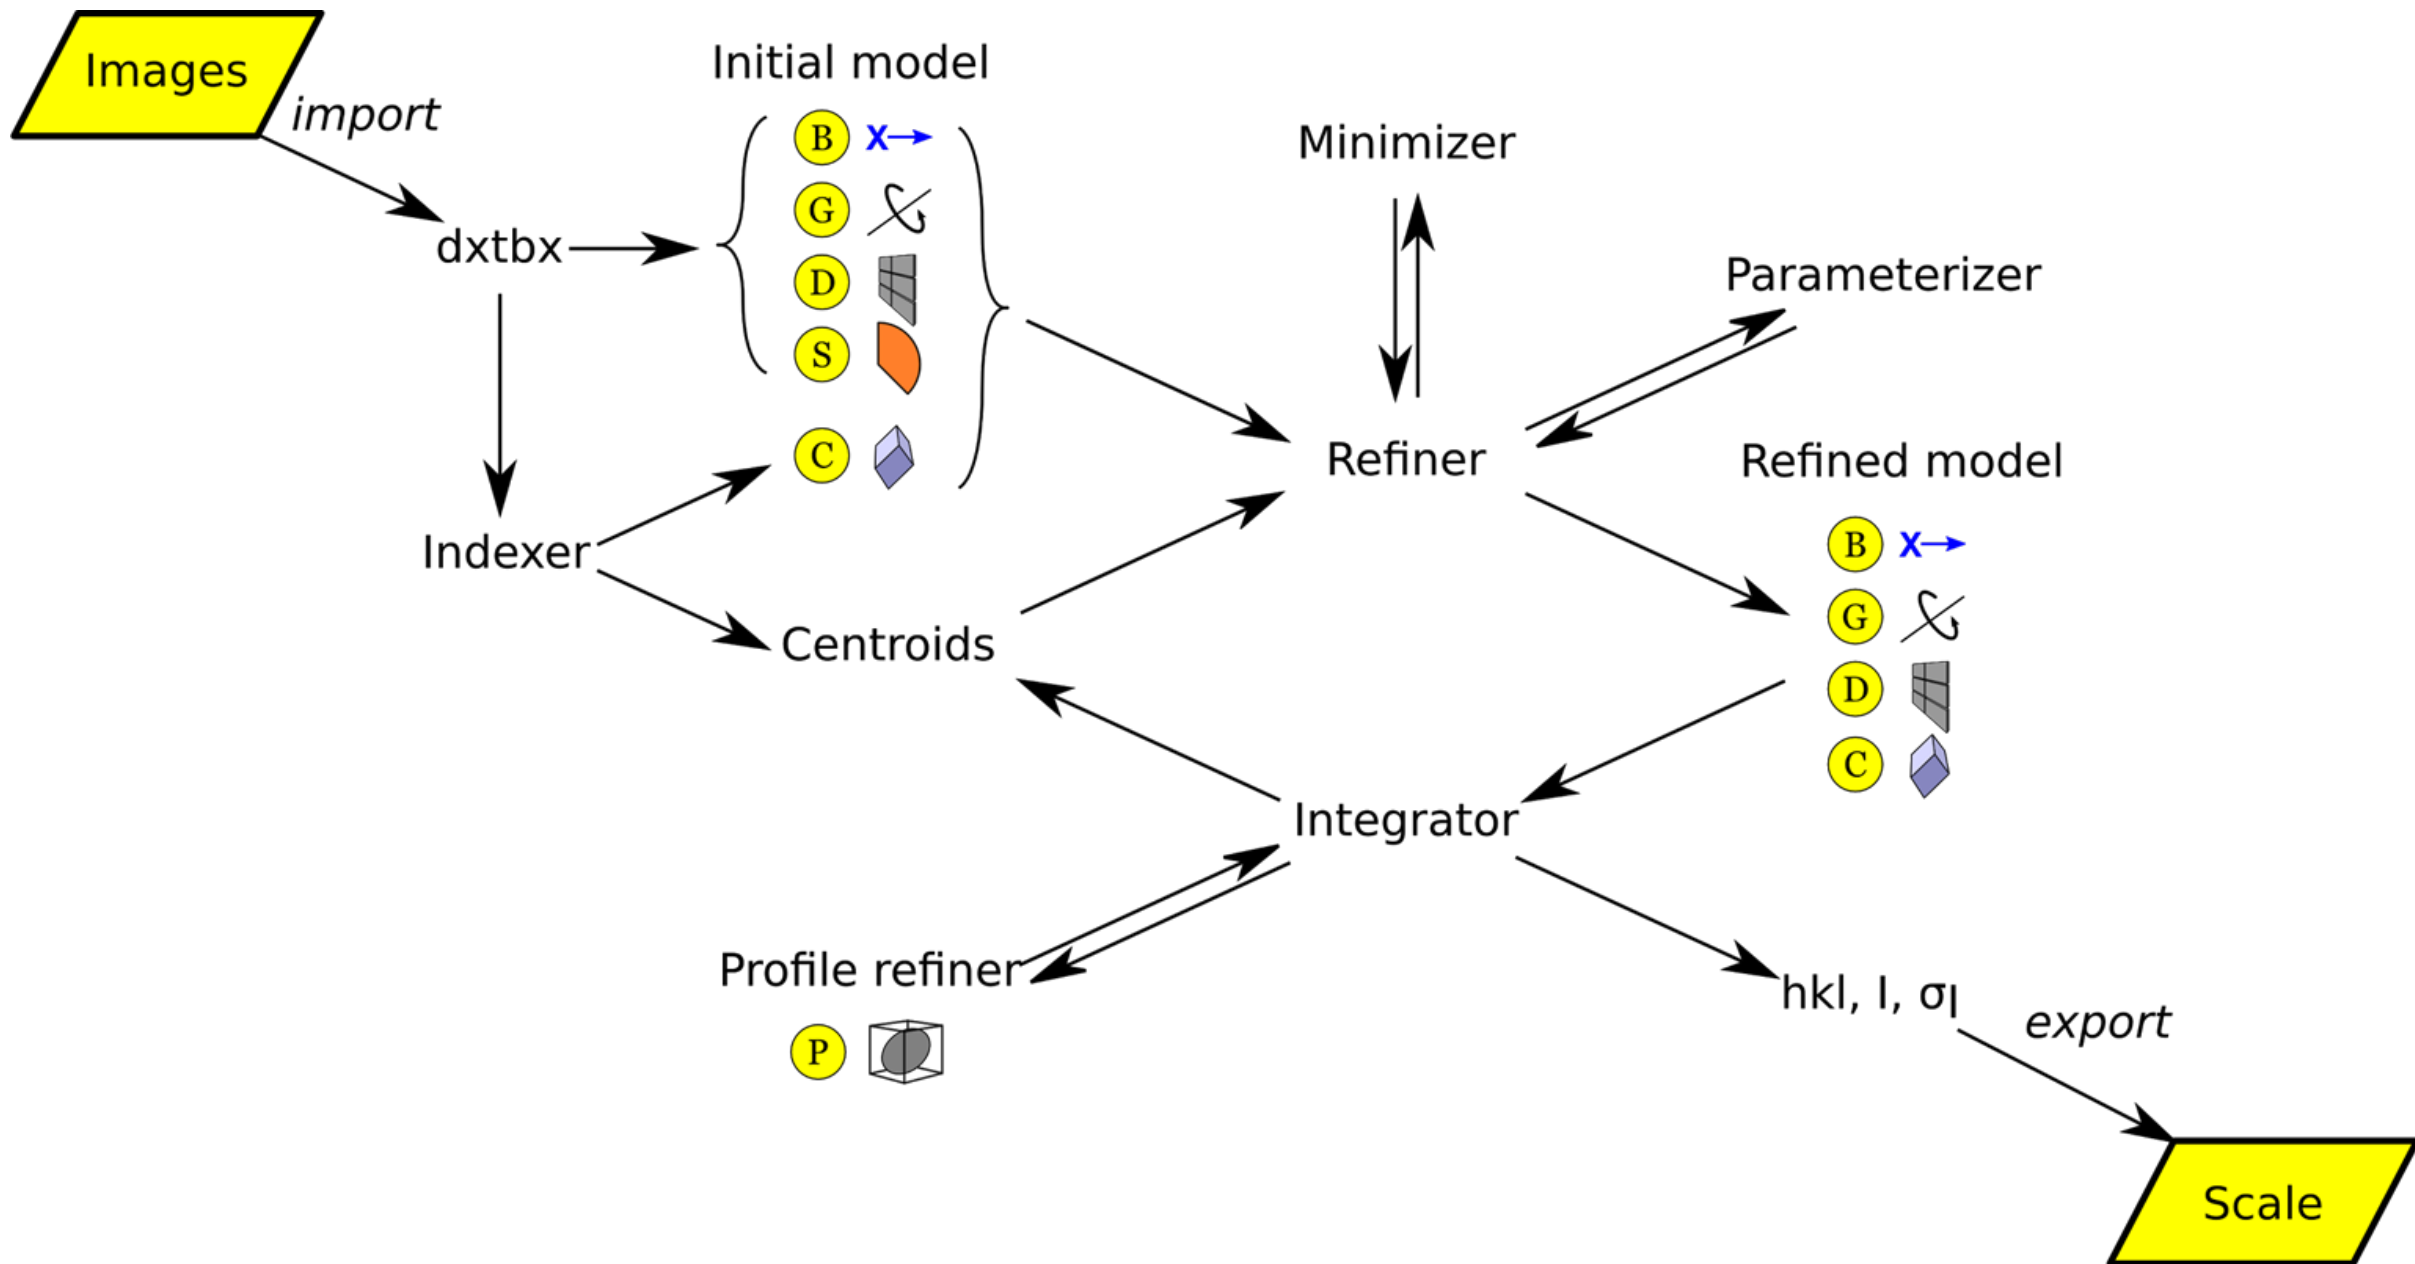 Images
import
Initial model
B X
G
D
S
C
dxtbx
Indexer
Centroids
Minimizer
Parameterizer
Refiner
Refined model
B X
G
D
C
Integrator
Profile refiner
P
hkl, I, σI
export
Scale